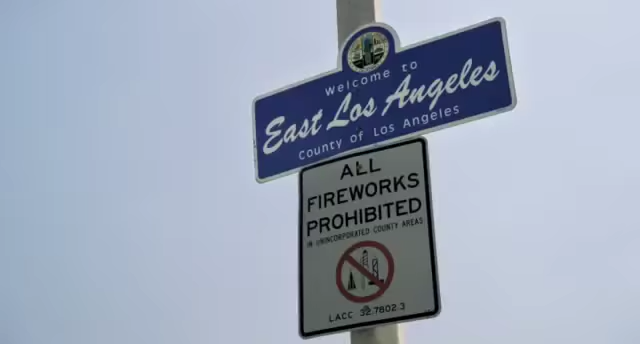 Welcome to
East Los Angeles
County of Los Angeles
ALL
FIREWORKS
PROHIBITED
IN UNINCORPORATED COUNTY AREAS
LACC 32.7802.3